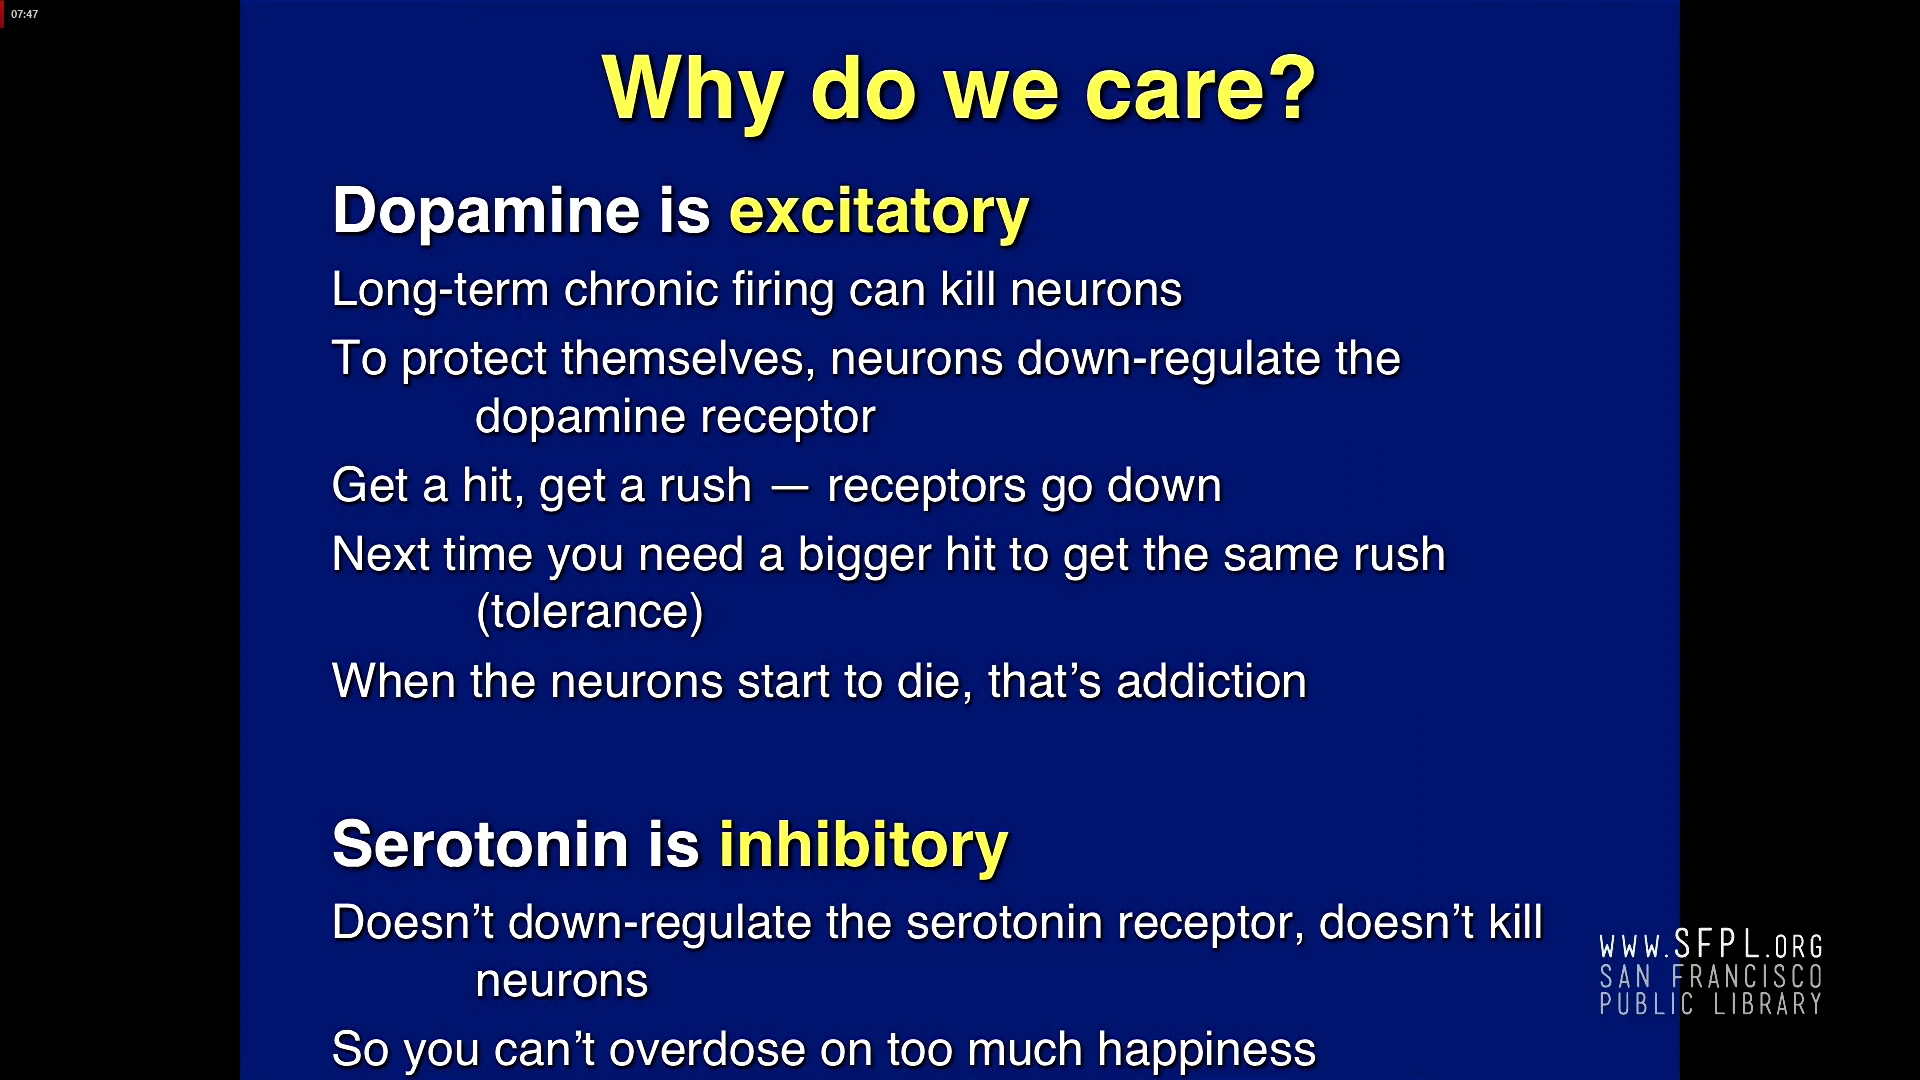 07:47
Why do we care?
Dopamine is excitatory
Long-term chronic firing can kill neurons
To protect themselves, neurons down-regulate the
dopamine receptor
Get a hit, get a rush — receptors go down
Next time you need a bigger hit to get the same rush
(tolerance)
When the neurons start to die, that’s addiction
Serotonin is inhibitory
Doesn’t down-regulate the serotonin receptor, doesn’t kill
neurons
So you can’t overdose on too much happiness
WWW.SFPL.ORG
SAN FRANCISCO
PUBLIC LIBRARY